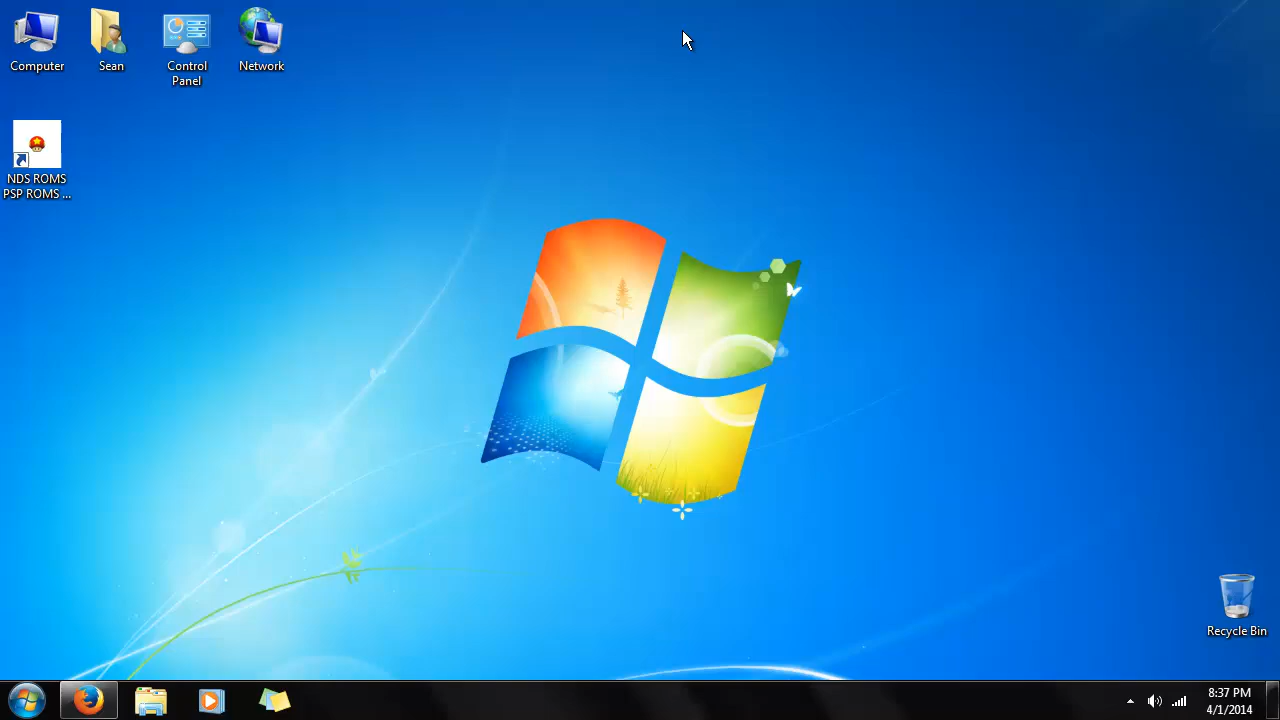 Computer
Sean
Control
Panel
Network
NDS ROMS
PSP ROMS ...
Recycle Bin
8:37 PM
4/1/2014